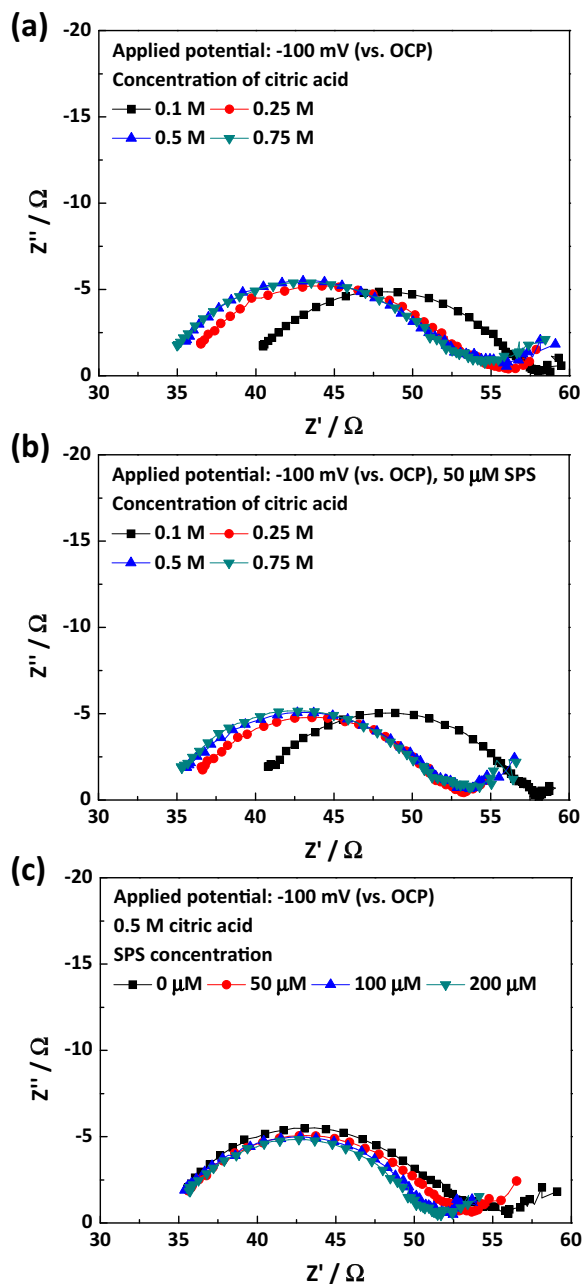 (a)
Applied potential: -100 mV (vs. OCP)
Concentration of citric acid
0.1 M 0.25 M
0.5 M 0.75 M
-20
-15
-10
-5
0
Z'' / Ω
30 35 40 45 50 55 60
Z' / Ω
(b)
Applied potential: -100 mV (vs. OCP), 50 μM SPS
Concentration of citric acid
0.1 M 0.25 M
0.5 M 0.75 M
-20
-15
-10
-5
0
Z'' / Ω
30 35 40 45 50 55 60
Z' / Ω
(c)
Applied potential: -100 mV (vs. OCP)
0.5 M citric acid
SPS concentration
0 μM 50 μM 100 μM 200 μM
-20
-15
-10
-5
0
Z'' / Ω
30 35 40 45 50 55 60
Z' / Ω